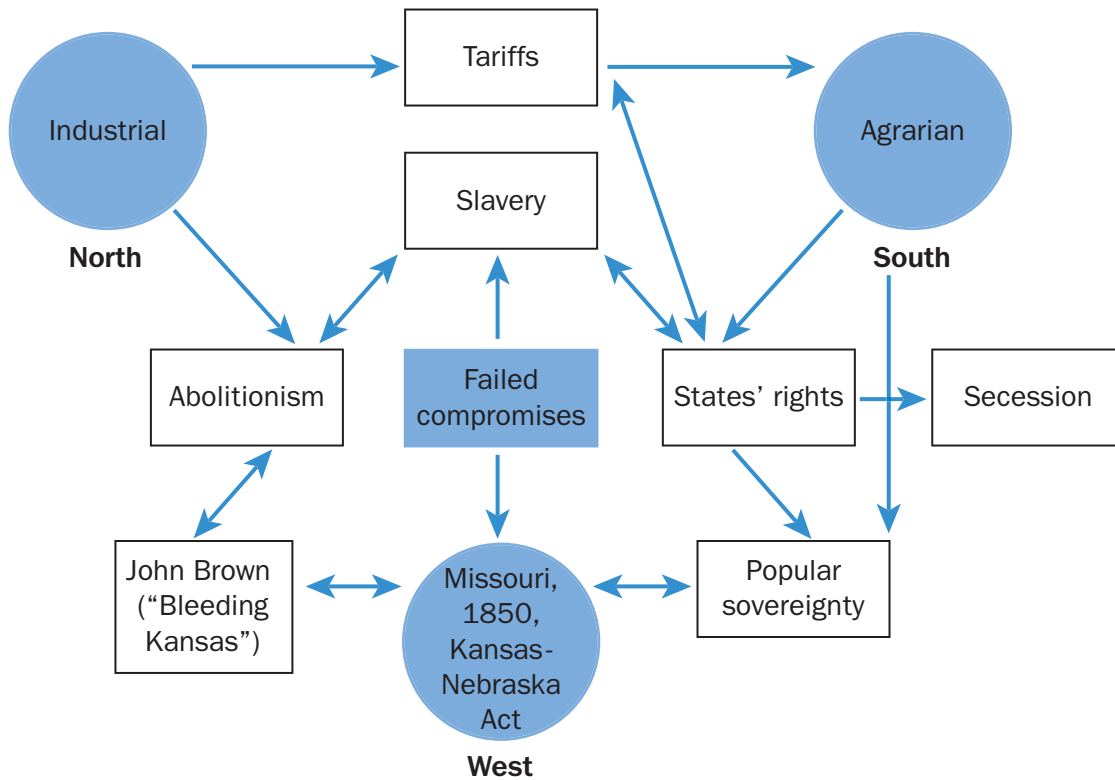 Tariffs
Industrial
Agrarian
Slavery
North
South
Abolitionism
Failed
compromises
States’ rights
Secession
John Brown
(“Bleeding
Kansas”)
Missouri,
1850,
Kansas-
Nebraska
Act
Popular
sovereignty
West